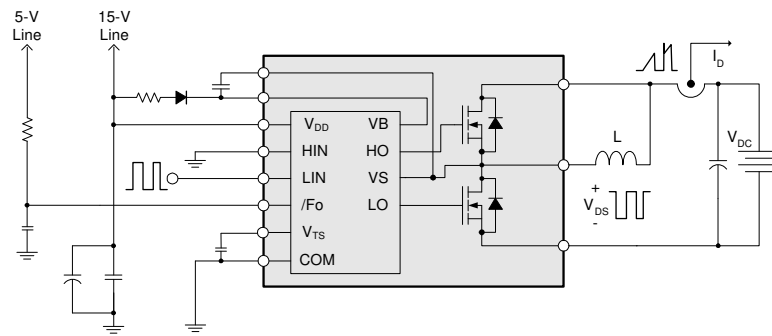 5-V
Line
15-V
Line
I_D
V_DD
VB
HIN
HO
LIN
VS
/Fo
LO
V_TS
COM
L
V_DC
+
V_DS
-